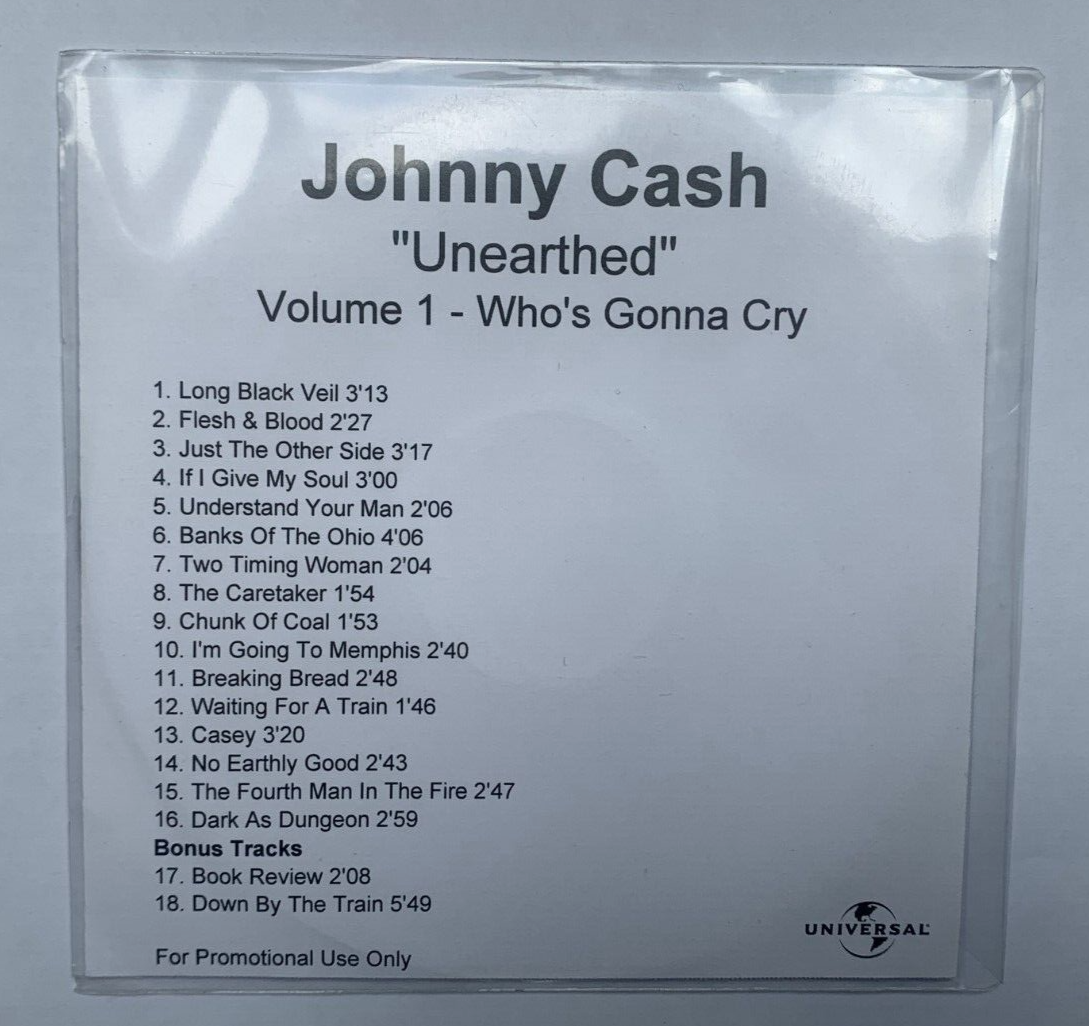 Johnny Cash
"Unearthed"
Volume 1 - Who's Gonna Cry
1. Long Black Veil 3'13
2. Flesh & Blood 2'27
3. Just The Other Side 3'17
4. If I Give My Soul 3'00
5. Understand Your Man 2'06
6. Banks Of The Ohio 4'06
7. Two Timing Woman 2'04
8. The Caretaker 1'54
9. Chunk Of Coal 1'53
10. I'm Going To Memphis 2'40
11. Breaking Bread 2'48
12. Waiting For A Train 1'46
13. Casey 3'20
14. No Earthly Good 2'43
15. The Fourth Man In The Fire 2'47
16. Dark As Dungeon 2'59
Bonus Tracks
17. Book Review 2'08
18. Down By The Train 5'49
UNIVERSAL
For Promotional Use Only